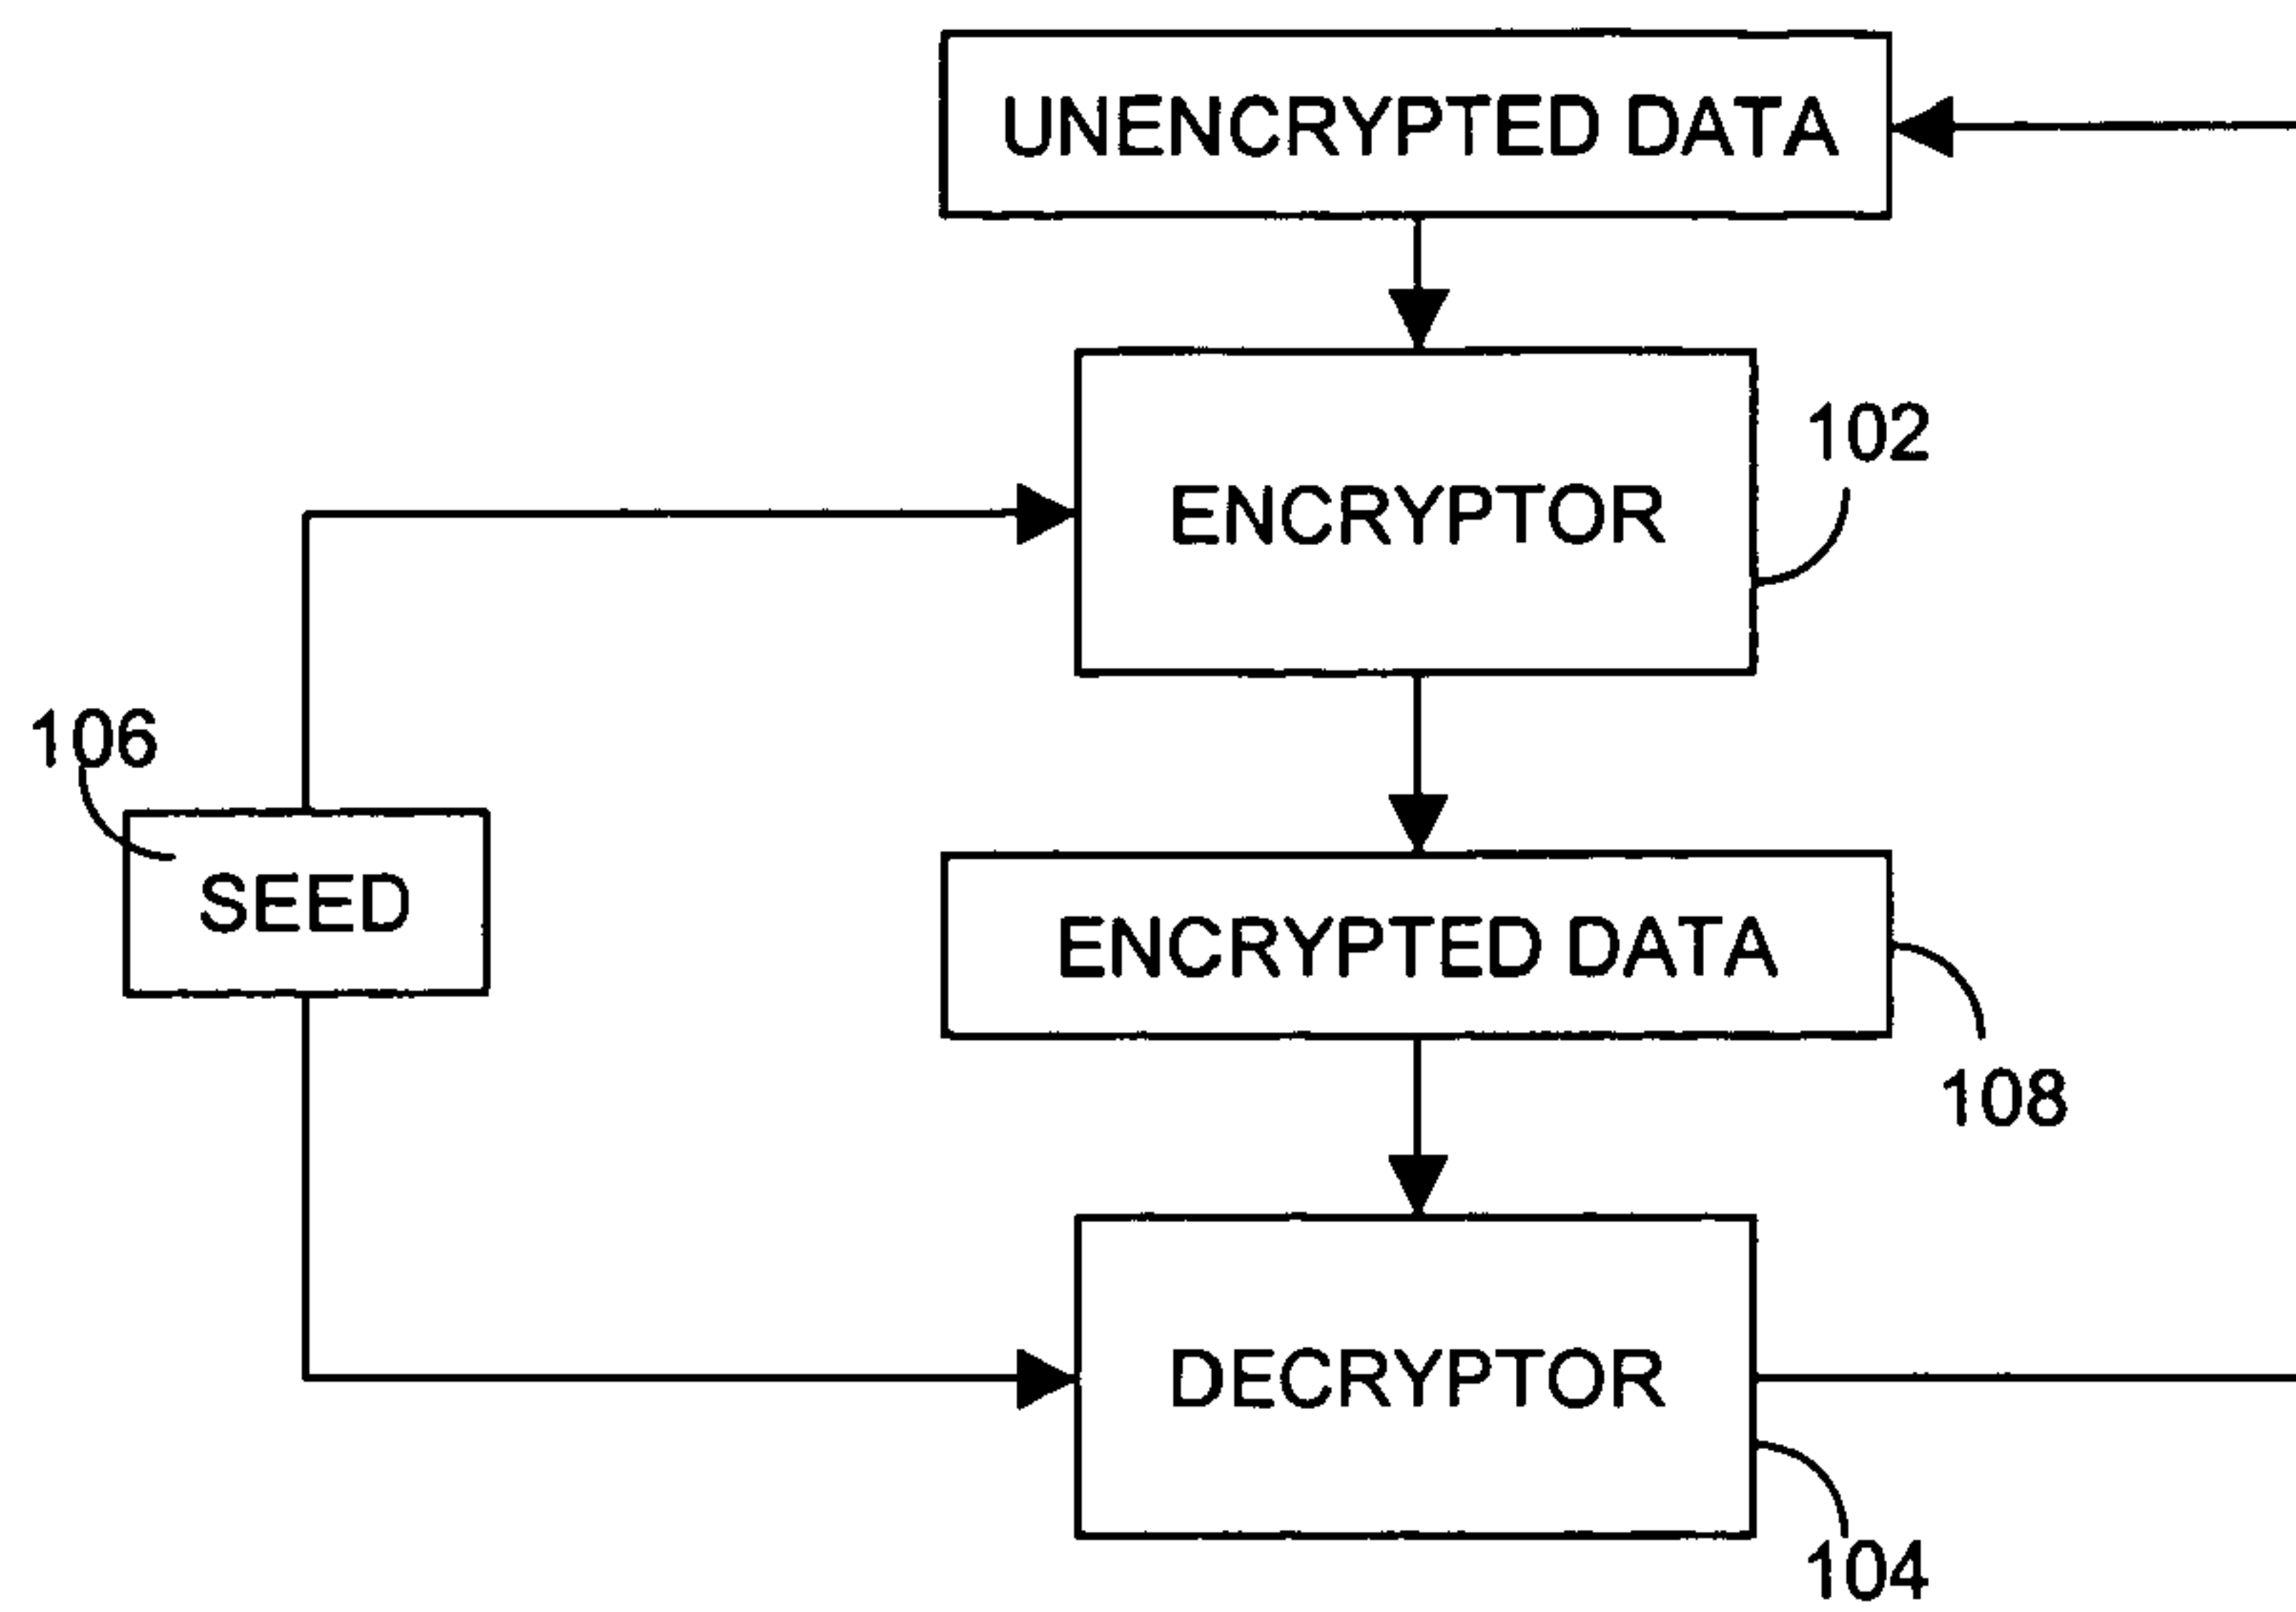 UNENCRYPTED DATA
102
ENCRYPTOR
106
SEED
ENCRYPTED DATA
108
DECRYPTOR
104